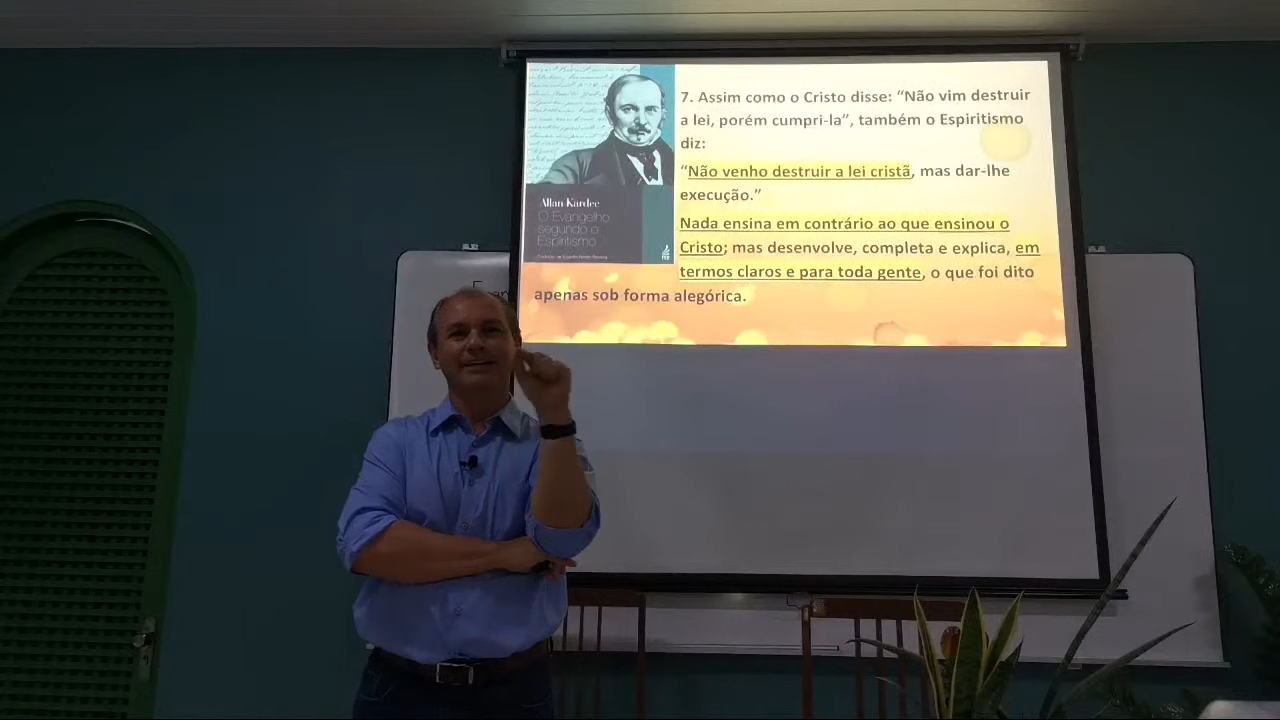 7. Assim como o Cristo disse: “Não vim destruir
a lei, porém cumpri-la”, também o Espiritismo
diz:
“Não venho destruir a lei cristã, mas dar-lhe
execução.”
Nada ensina em contrário ao que ensinou o
Cristo; mas desenvolve, completa e explica, em
termos claros e para toda gente, o que foi dito
apenas sob forma alegórica.
Allan Kardec
O Evangelho
segundo o
Espiritismo